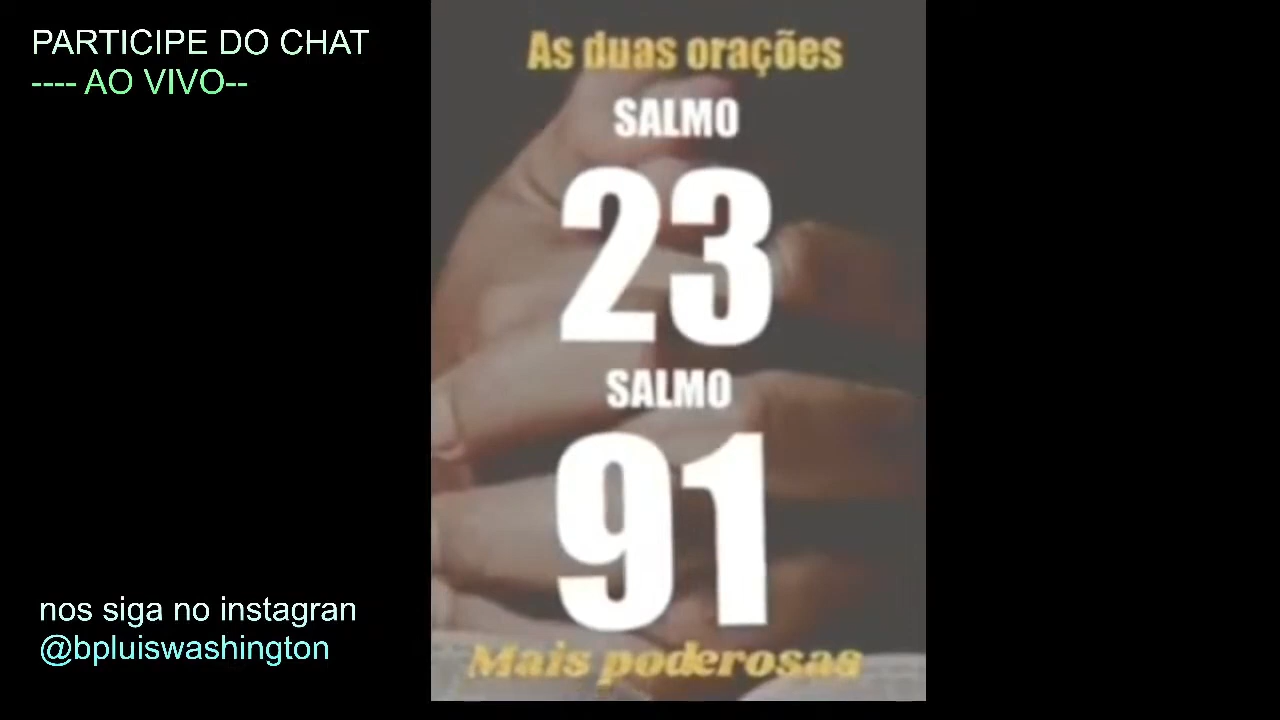 PARTICIPE DO CHAT
---- AO VIVO--
As duas orações
SALMO
23
SALMO
91
Mais poderosas
nos siga no instagran
@bpluiswashington